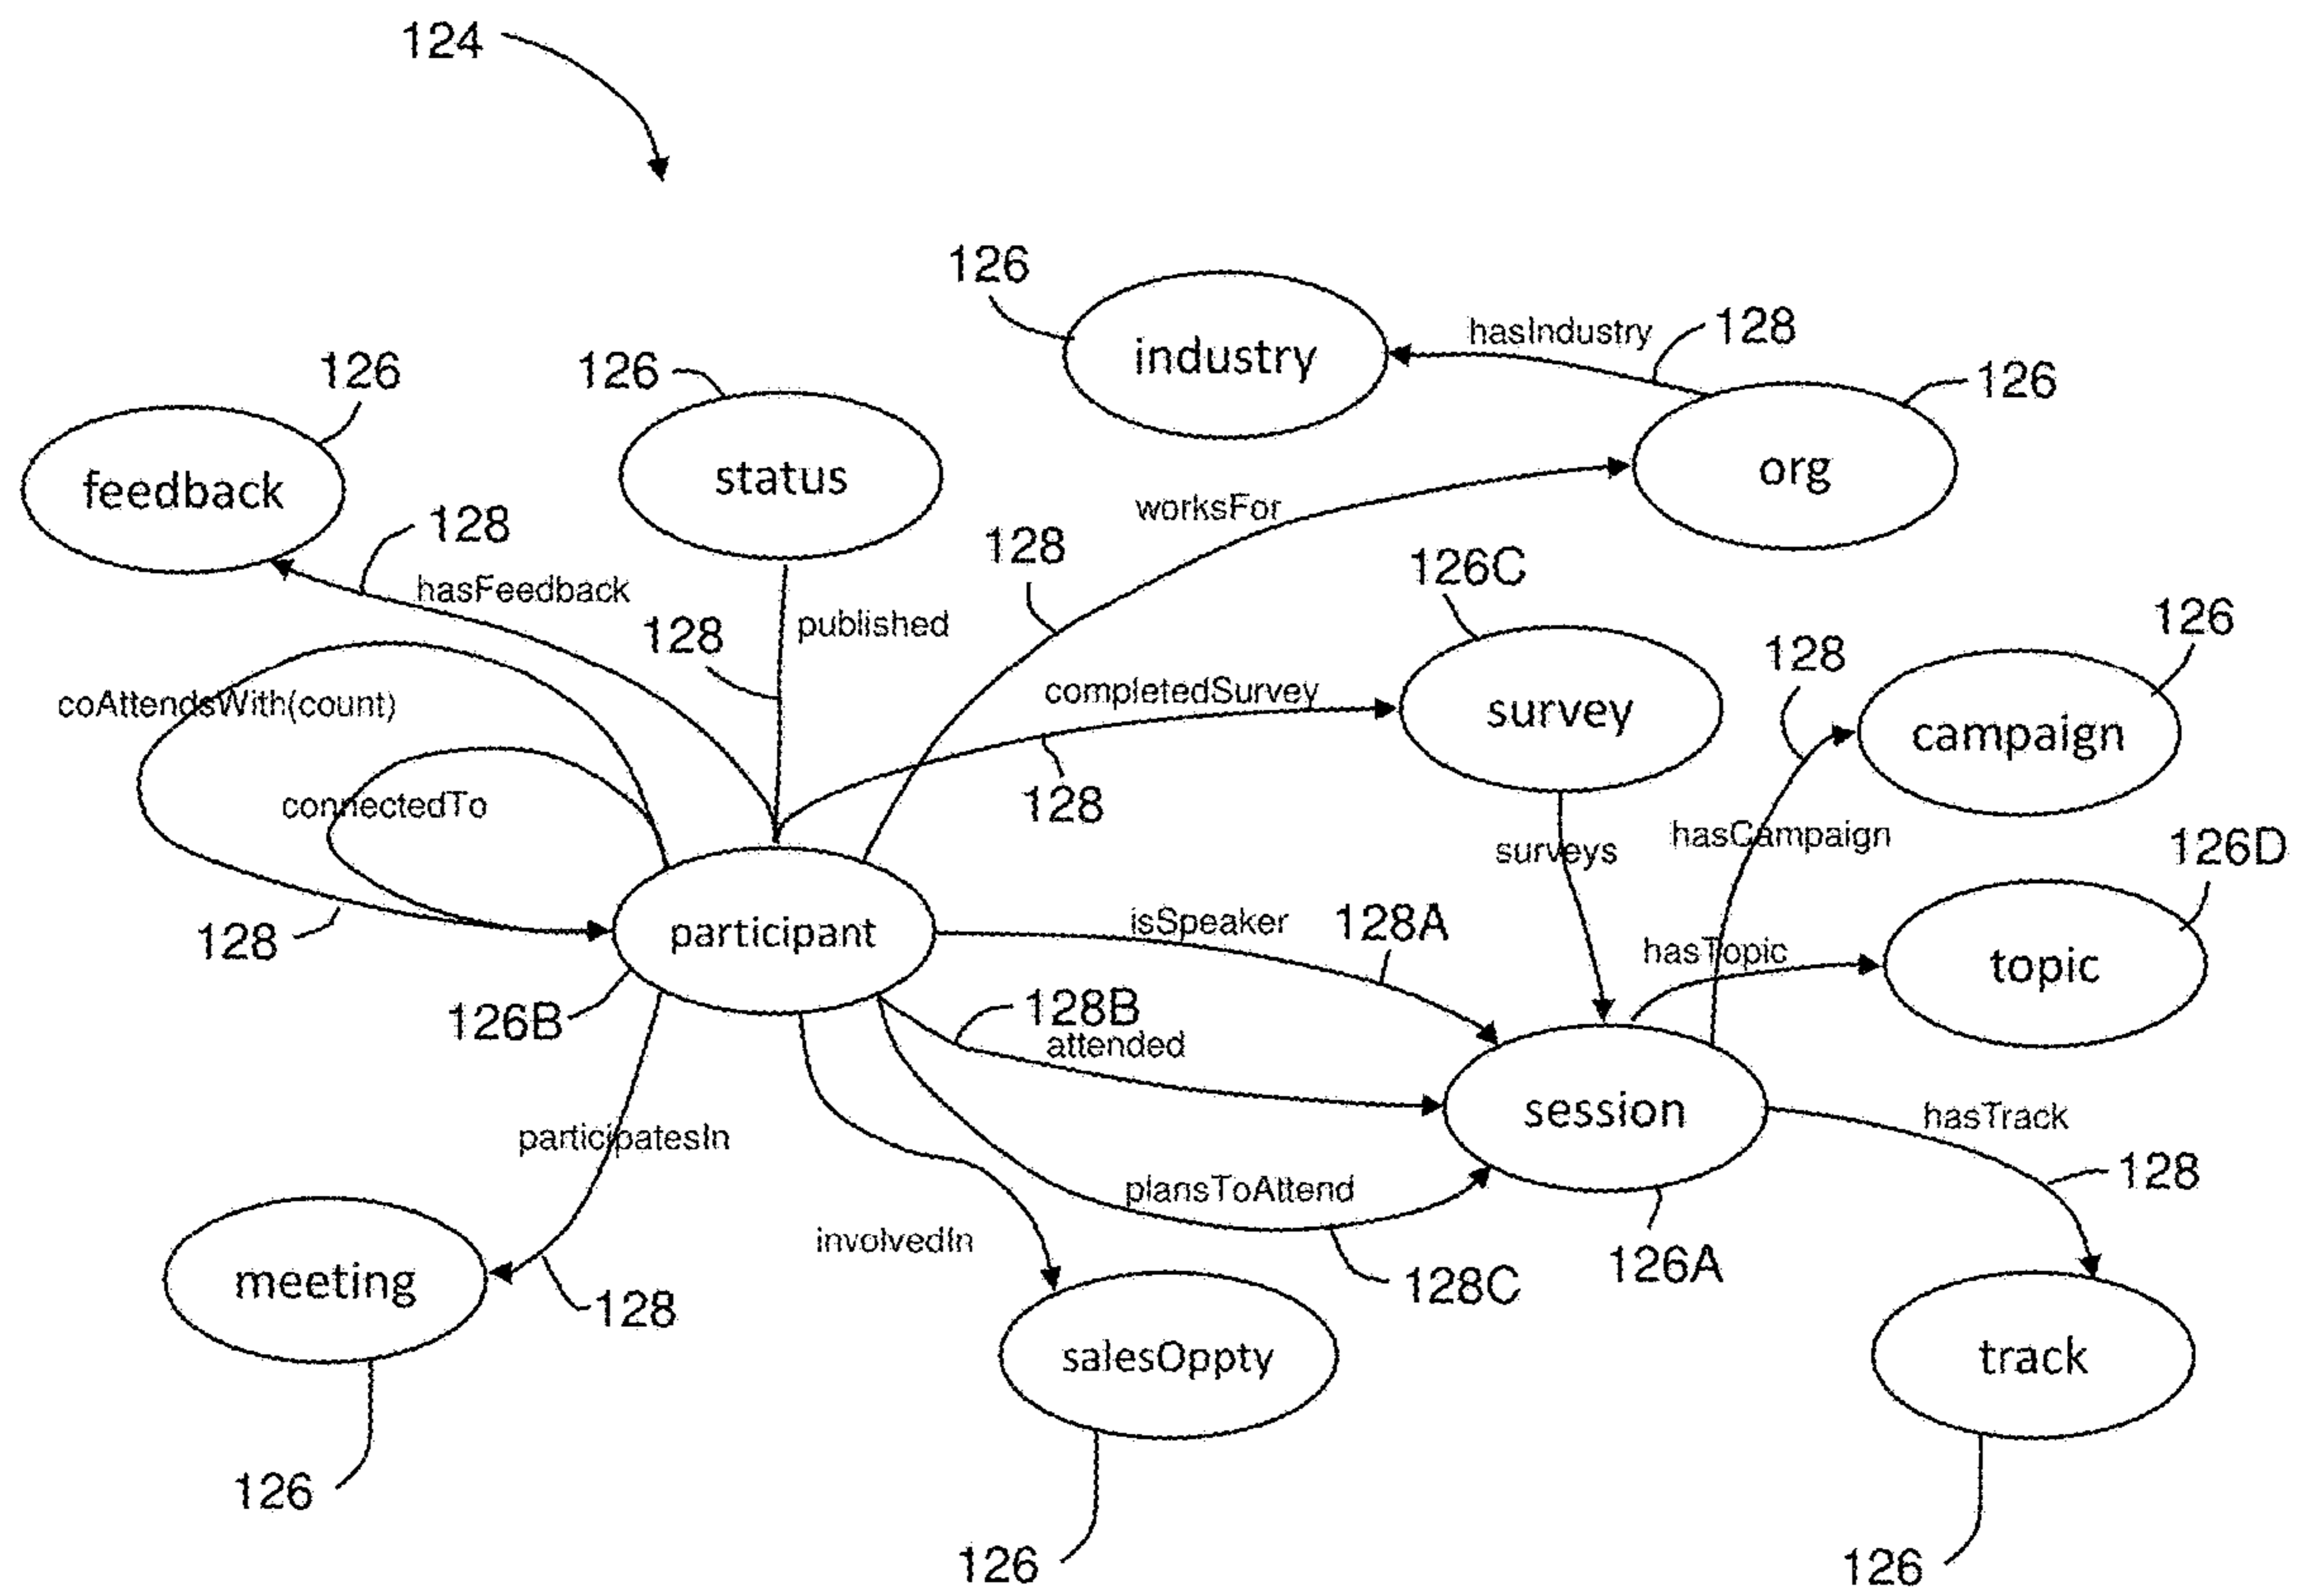 124
126
industry
hasIndustry
128
126
org
126
feedback
126
status
128
hasFeedback
128
published
worksFor
128
126C
survey
completedSurvey
128
126
128
campaign
coAttendsWith(count)
connectedTo
surveys
hasCampaign
126D
topic
hasTopic
128
participant
126B
isSpeaker
128A
128B
attended
session
126A
hasTrack
128
participatesIn
plansToAttend
128C
involvedIn
meeting
128
126
salesOppty
126
track
126